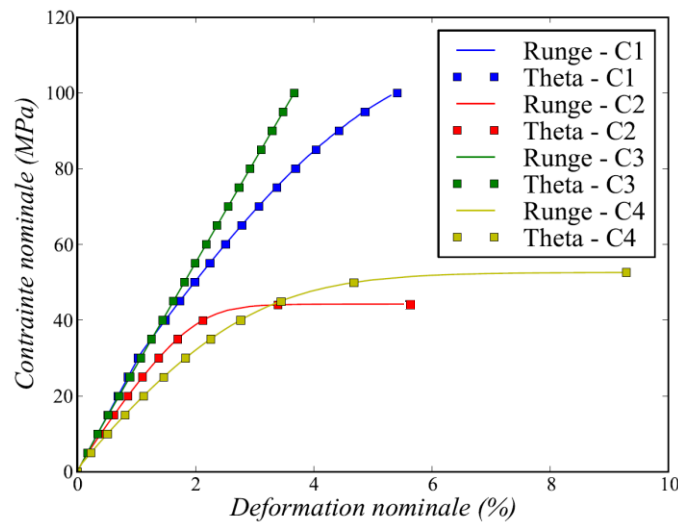 120
100
80
60
40
20
0
Contrainte nominale (MPa)
Runge - C1
Theta - C1
Runge - C2
Theta - C2
Runge - C3
Theta - C3
Runge - C4
Theta - C4
0 2 4 6 8 10
Deformation nominale (%)